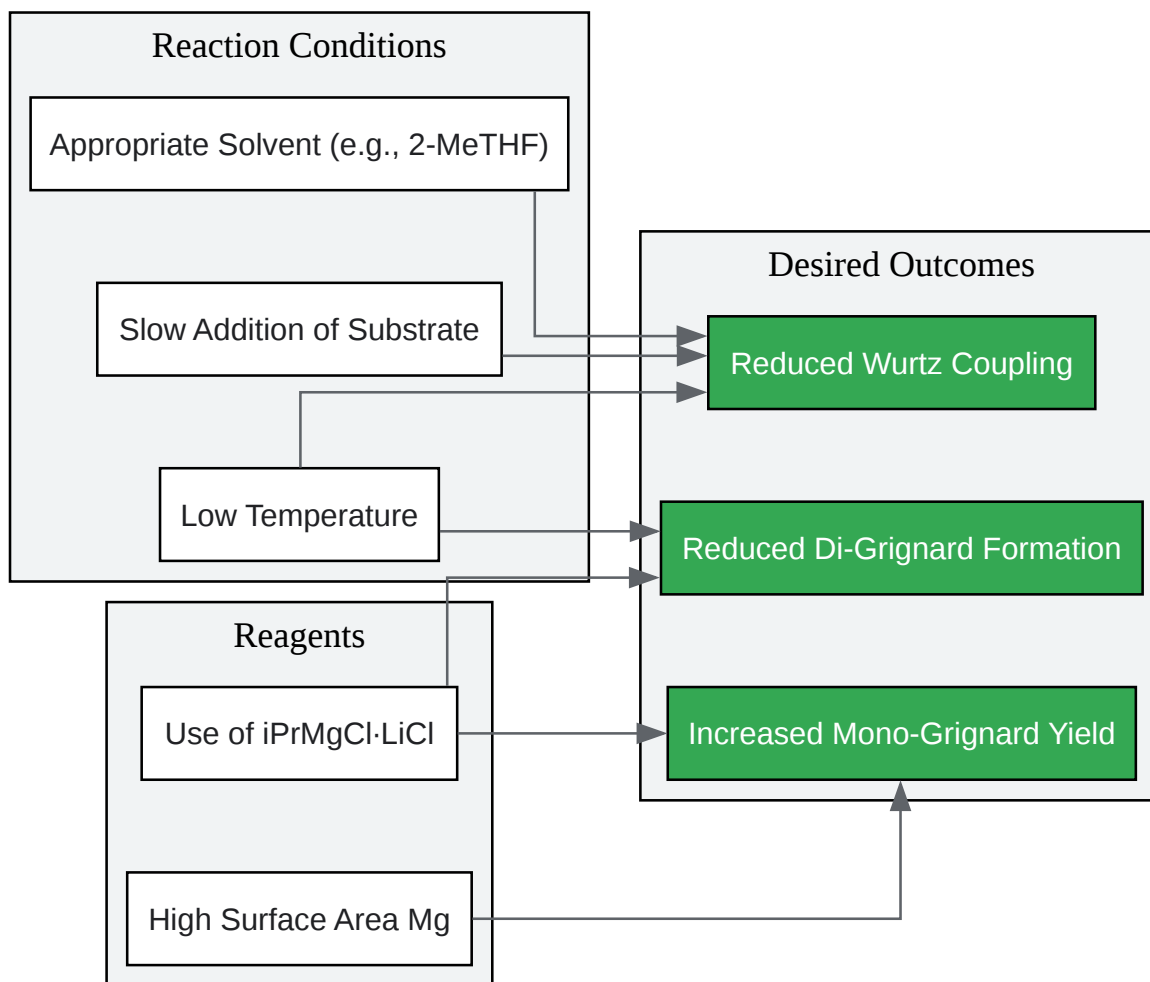 Reaction Conditions
Appropriate Solvent (e.g., 2-MeTHF)
Slow Addition of Substrate
Low Temperature
Reagents
Use of iPrMgCl·LiCl
High Surface Area Mg
Desired Outcomes
Reduced Wurtz Coupling
Reduced Di-Grignard Formation
Increased Mono-Grignard Yield